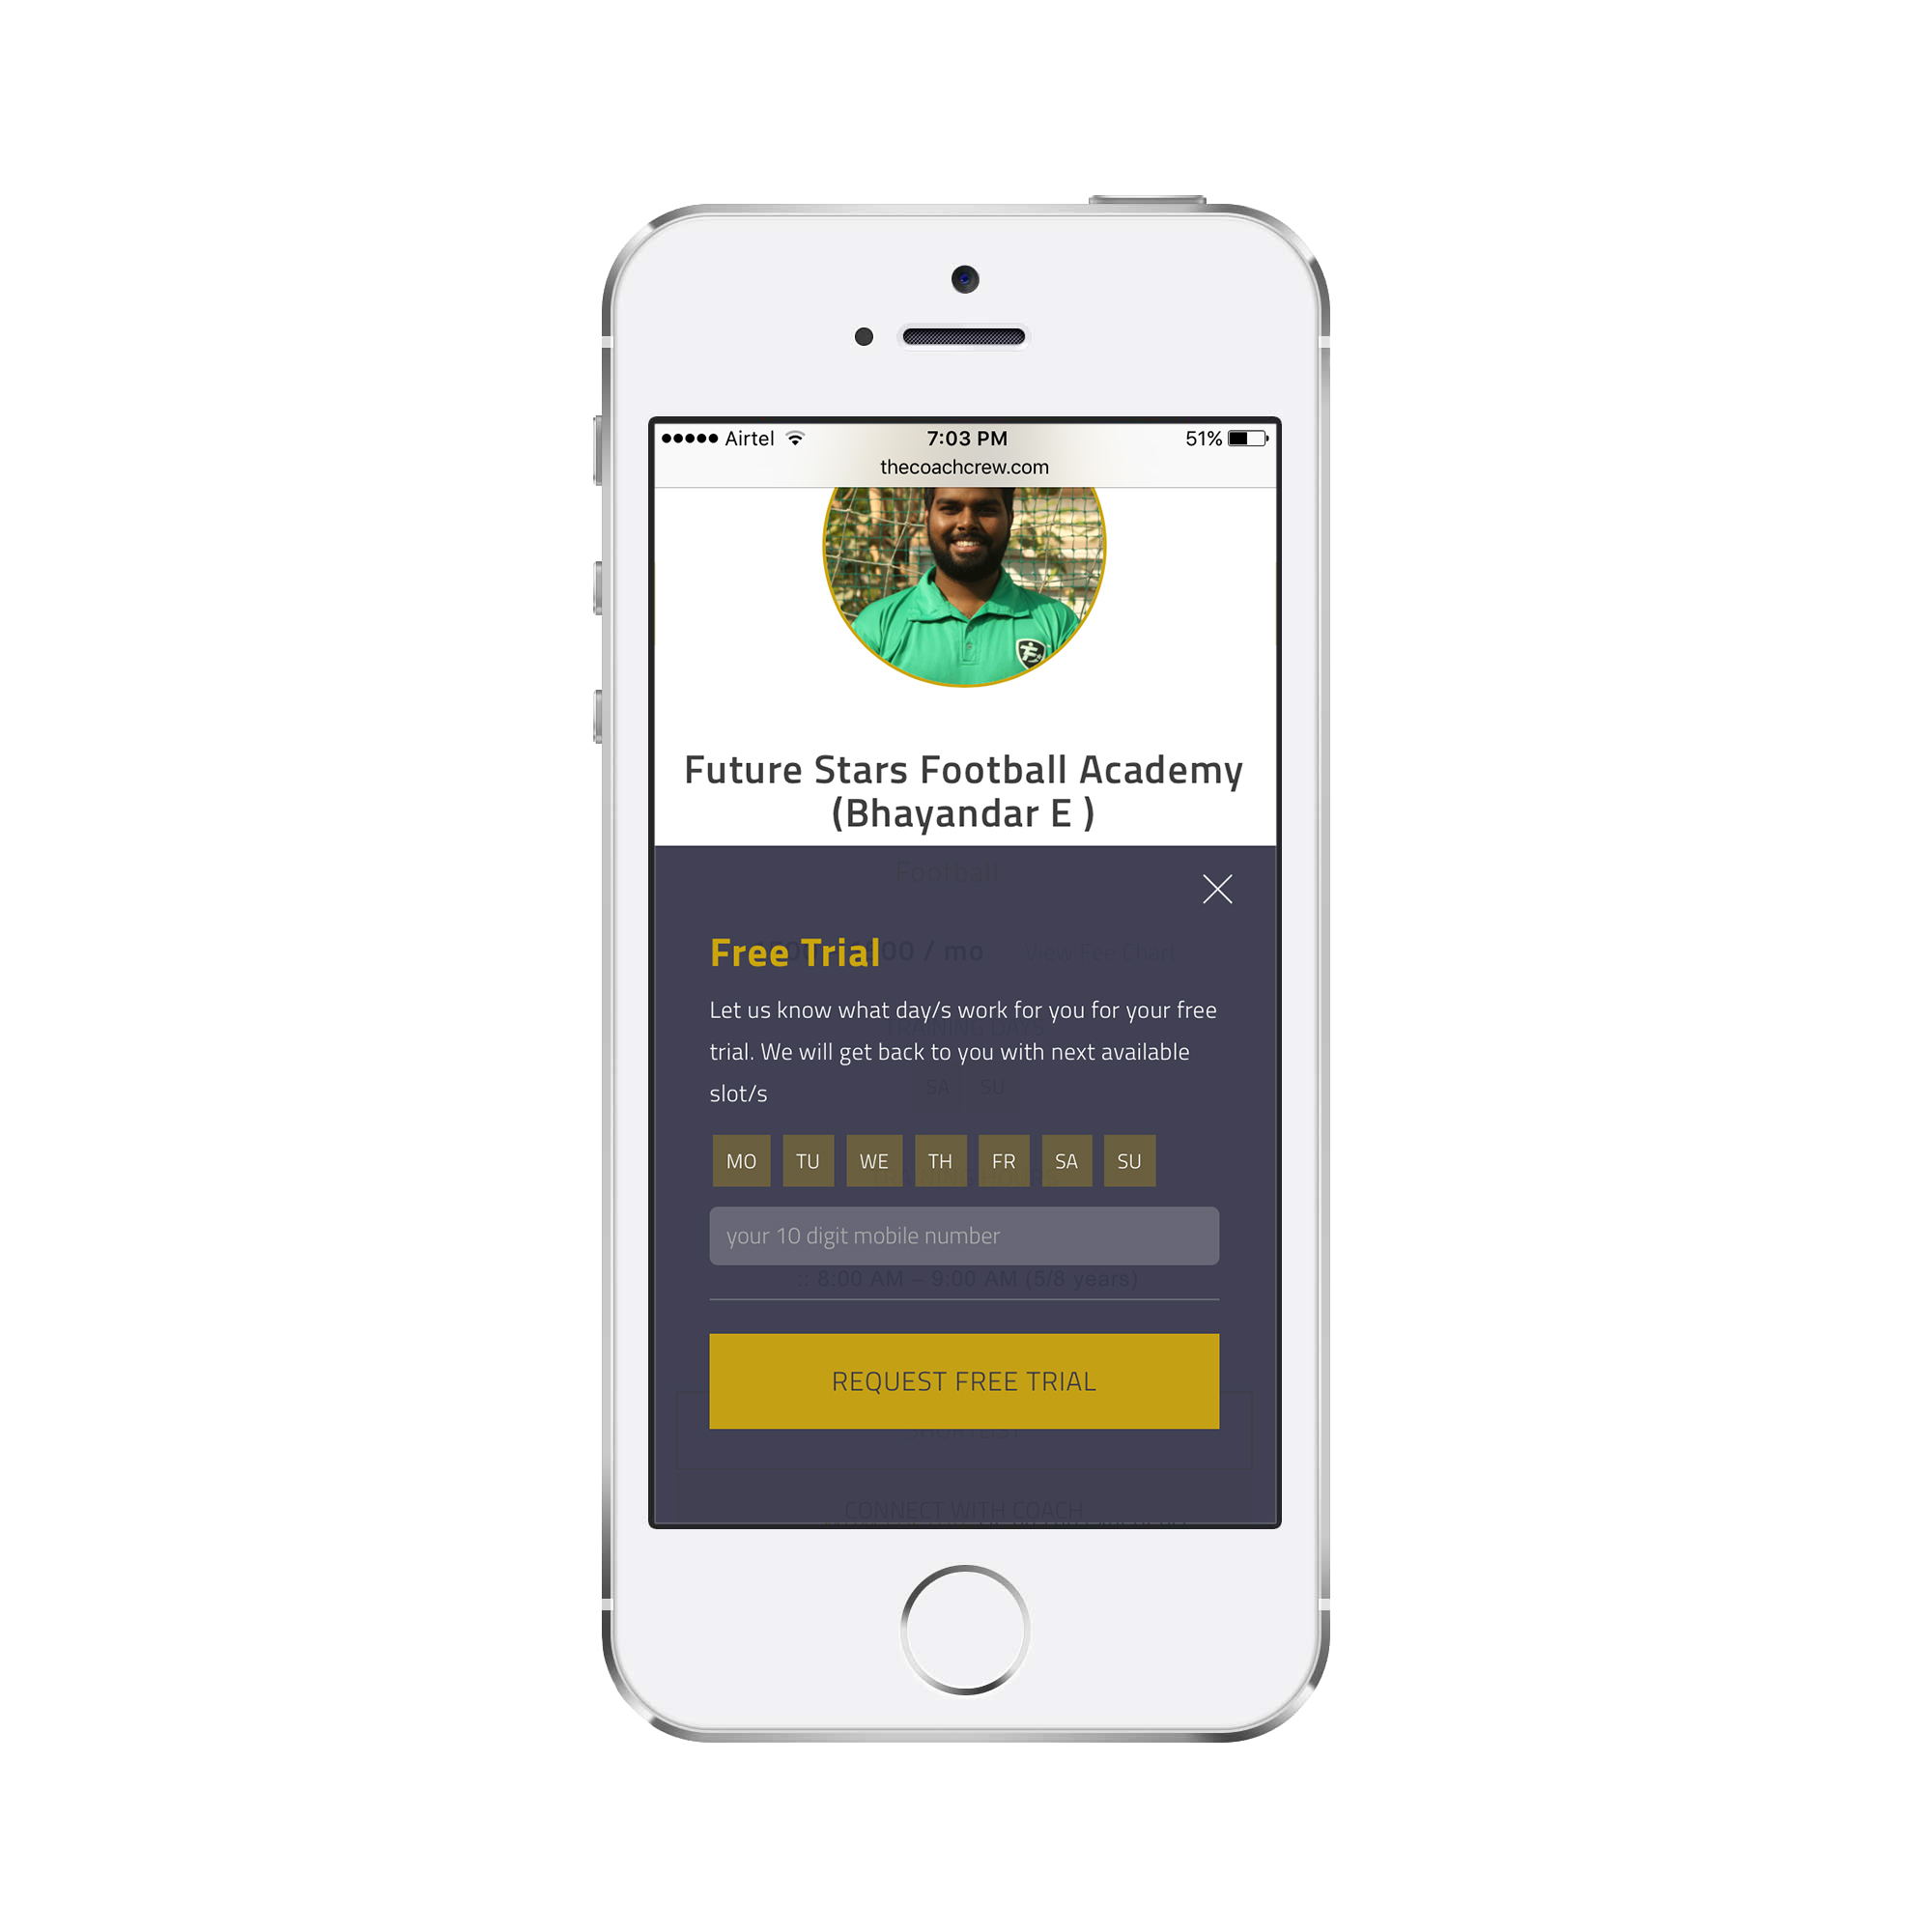 Airtel 7:03 PM 51%
thecoachcrew.com
Future Stars Football Academy
(Bhayandar E )
Football
Free Trial 00 / mo View Fee Chart
Let us know what day/s work for you for your free
TRAINING DAYS
trial. We will get back to you with next available
SA SU
slot/s
MO TU WE TH FR SA SU
your 10 digit mobile number
:: 8:00 AM – 9:00 AM (5/8 years)
REQUEST FREE TRIAL
SHORTLIST
CONNECT WITH COACH